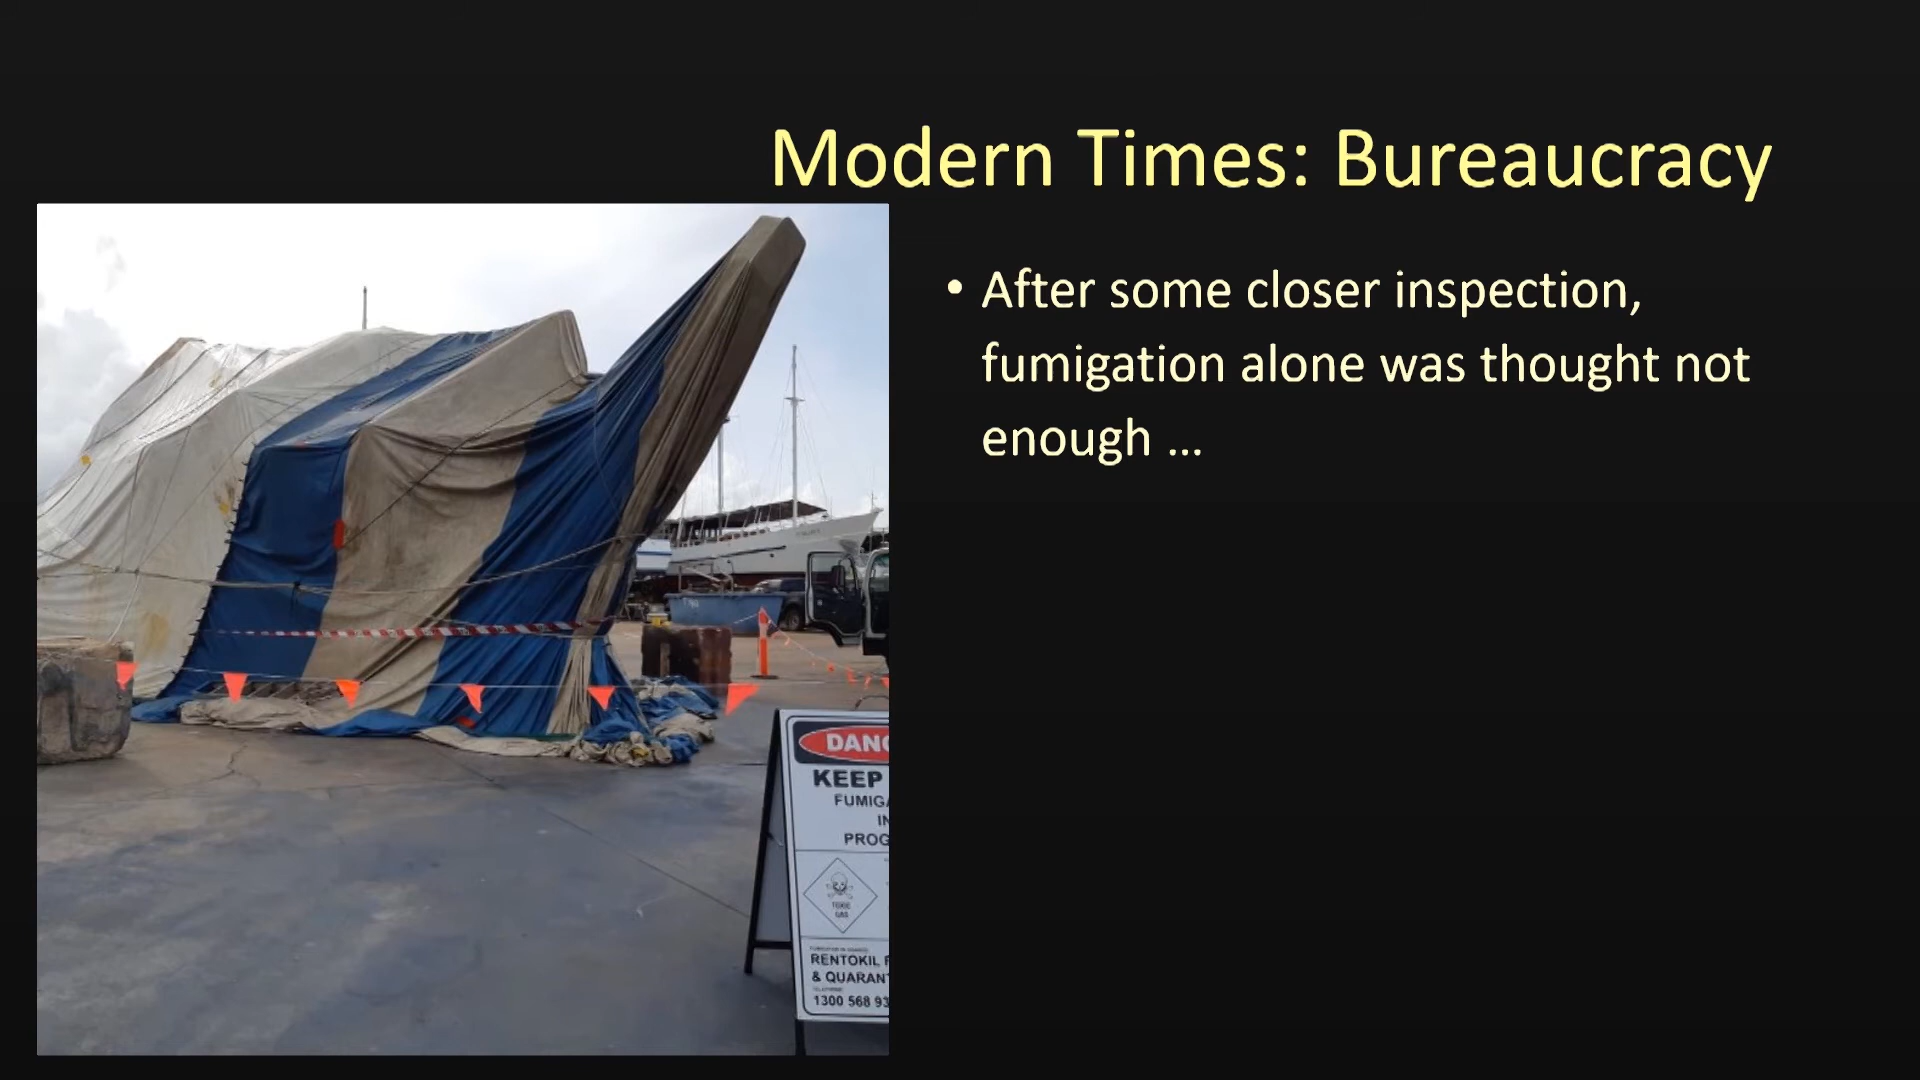 Modern Times: Bureaucracy
• After some closer inspection,
fumigation alone was thought not
enough ...
DANG
KEEP
FUMIGA
IN
PROG
TOXIC
GAS
RENTOKIL
& QUARANT
1300 568 93